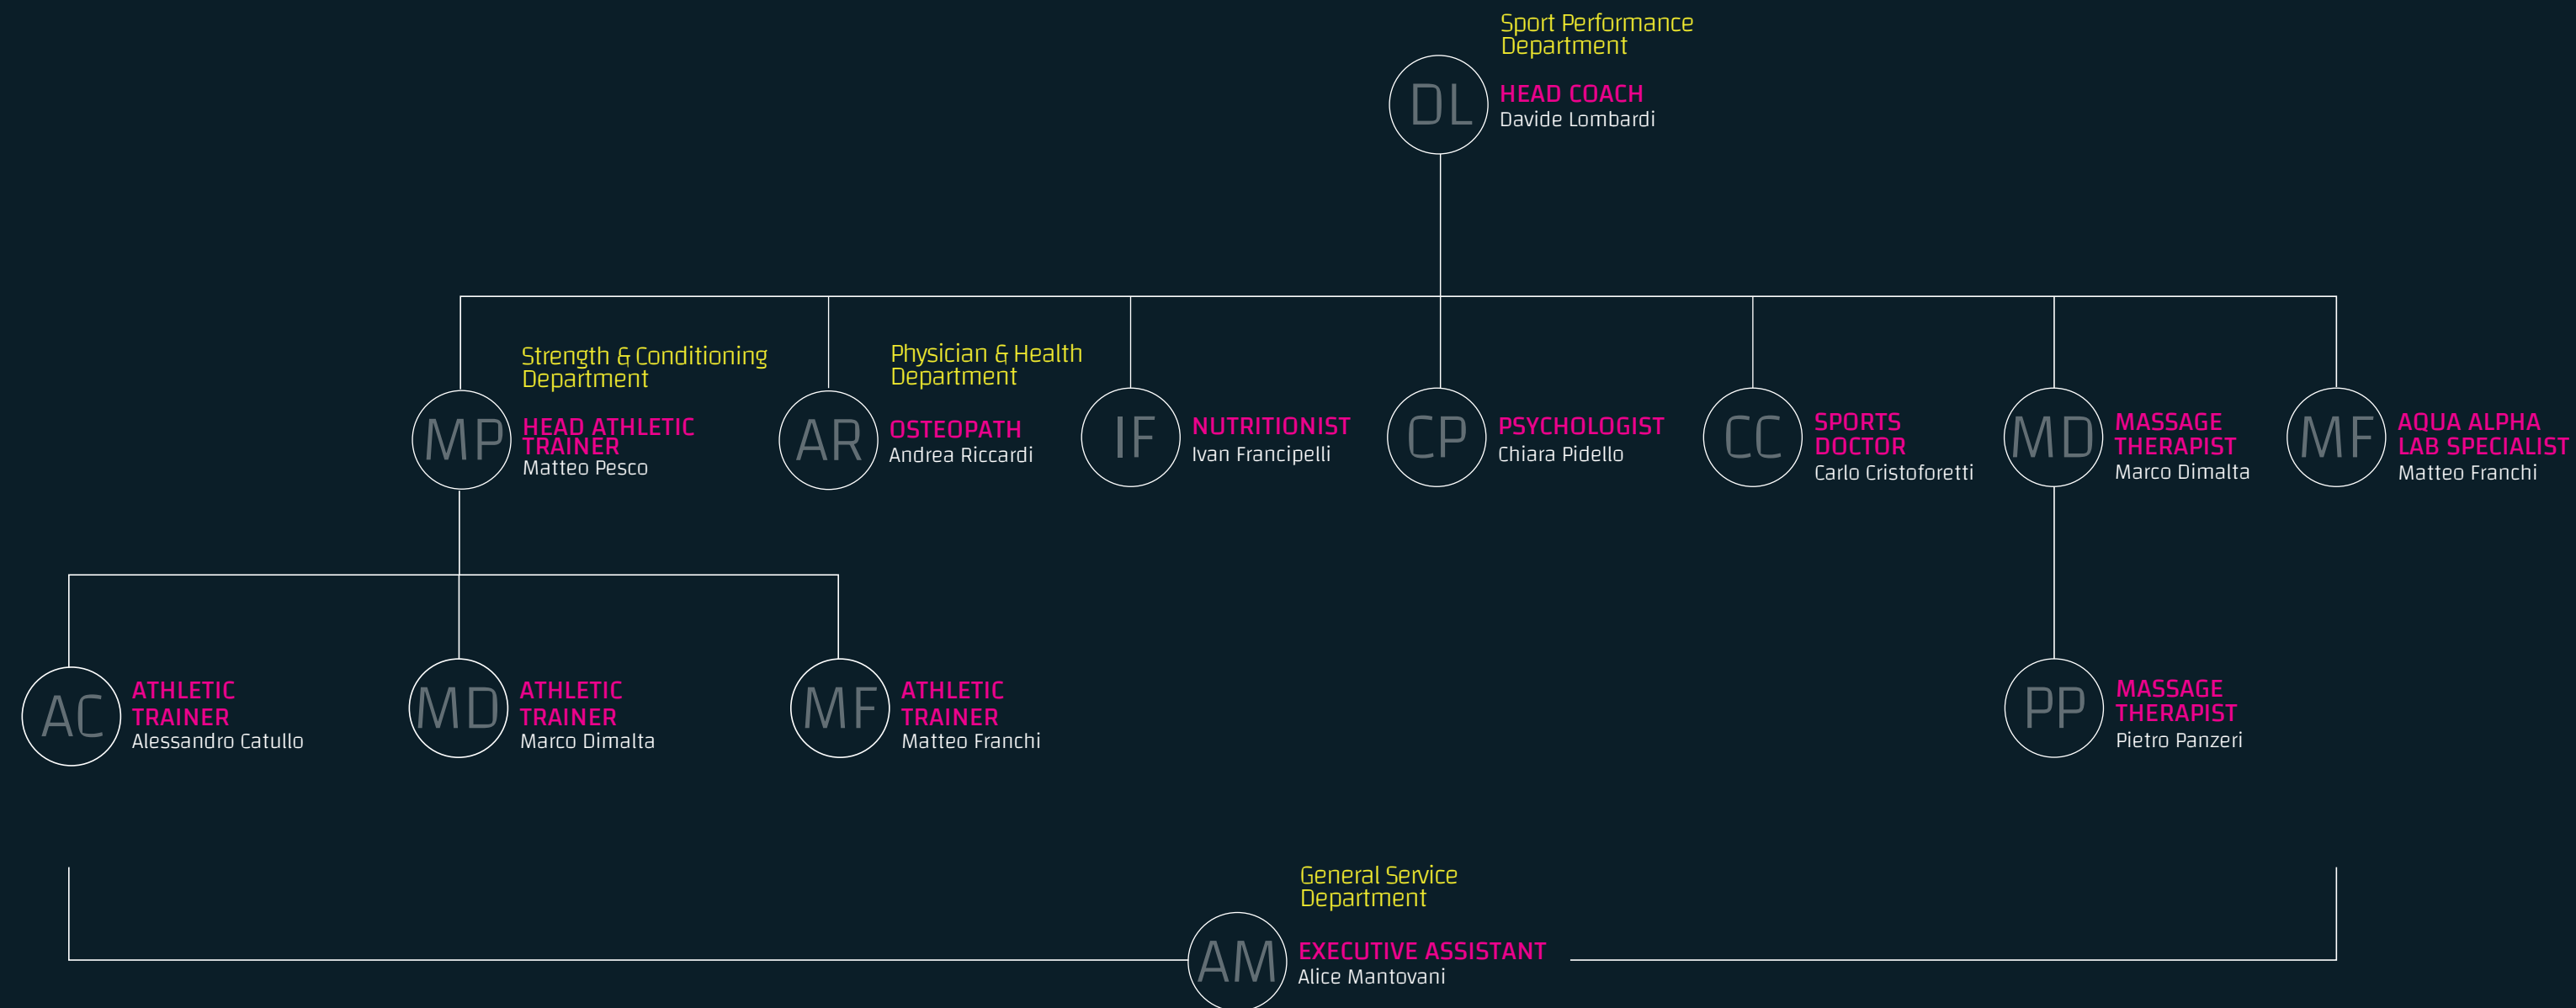 Sport Performance
Department
DL
HEAD COACH
Davide Lombardi
Strength & Conditioning
Department
MP
HEAD ATHLETIC
TRAINER
Matteo Pesco
Physician & Health
Department
AR
OSTEOPATH
Andrea Riccardi
IF
NUTRITIONIST
Ivan Francipelli
CP
PSYCHOLOGIST
Chiara Pidello
CC
SPORTS
DOCTOR
Carlo Cristoforetti
MD
MASSAGE
THERAPIST
Marco Dimalta
MF
AQUA ALPHA
LAB SPECIALIST
Matteo Franchi
AC
ATHLETIC
TRAINER
Alessandro Catullo
MD
ATHLETIC
TRAINER
Marco Dimalta
MF
ATHLETIC
TRAINER
Matteo Franchi
PP
MASSAGE
THERAPIST
Pietro Panzeri
General Service
Department
AM
EXECUTIVE ASSISTANT
Alice Mantovani